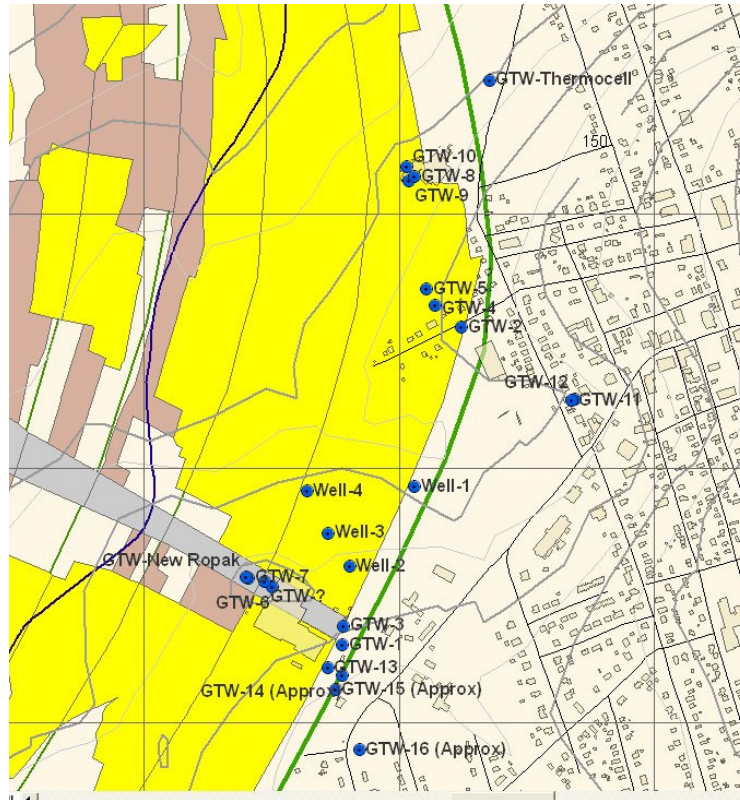 GTW-Thermocell
150
GTW-10
GTW-8
GTW-9
GTW-5
GTW-4
GTW-2
GTW-12
GTW-11
Well-4
Well-1
Well-3
GTW-New Ropak
Well-2
GTW-7
GTW-?
GTW-6
GTW-3
GTW-1
GTW-13
GTW-14 (Approx)
GTW-15 (Approx)
GTW-16 (Approx)